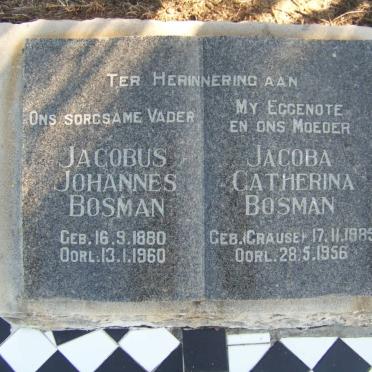 TER HERINNERING AAN
ONS SORGSAME VADER
JACOBUS
JOHANNES
BOSMAN
GEB. 16.9.1880
OORL. 13.1.1960
MY EGGENOTE
EN ONS MOEDER
JACOBA
CATHERINA
BOSMAN
GEB. (CRAUSE) 17.11.1885
OORL. 28.5.1956